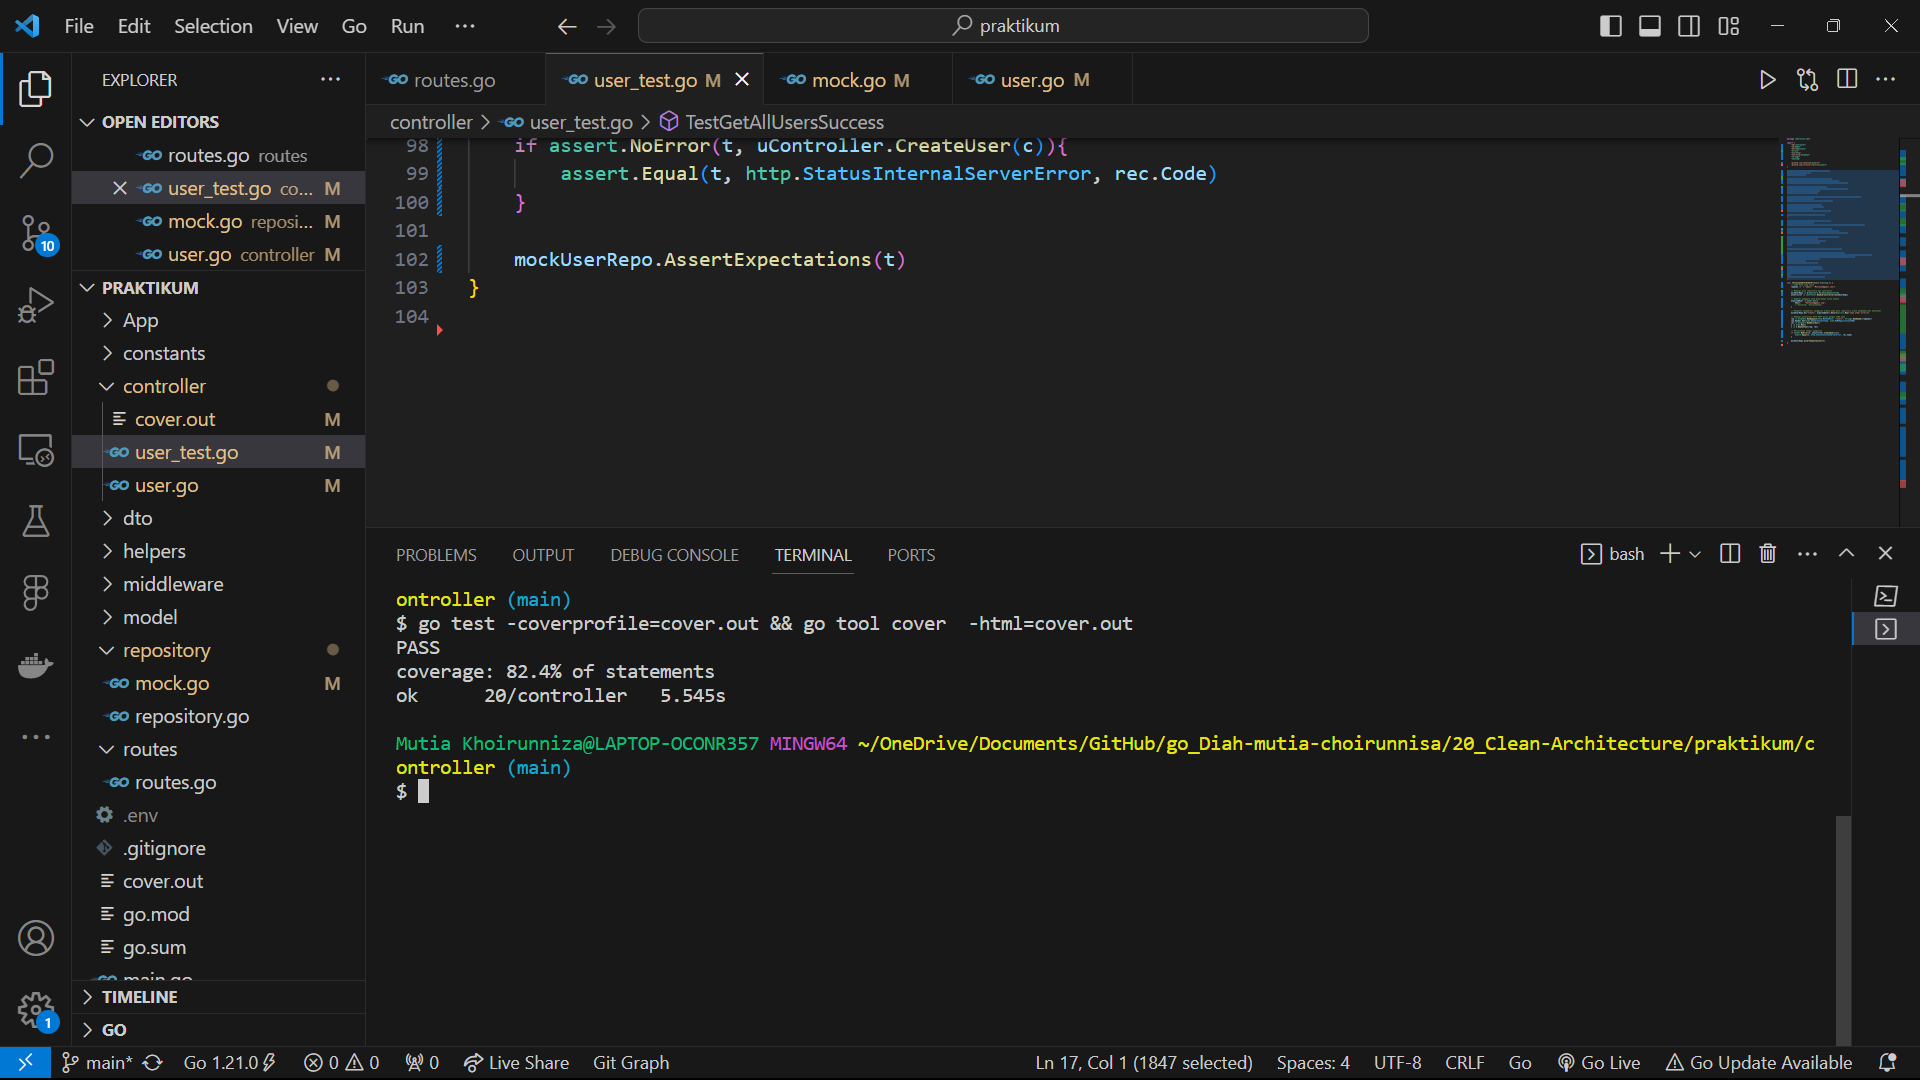 File Edit Selection View Go Run ···
praktikum
EXPLORER
OPEN EDITORS
routes.go routes
user_test.go co... M
mock.go reposi... M
user.go controller M
PRAKTIKUM
App
constants
controller
cover.out M
user_test.go M
user.go M
dto
helpers
middleware
model
repository
mock.go M
repository.go
routes
routes.go
.env
.gitignore
cover.out
go.mod
go.sum
main.go
TIMELINE
GO
10
1
routes.go
user_test.go M
mock.go M
user.go M
controller > user_test.go > TestGetAllUsersSuccess
98 if assert.NoError(t, uController.CreateUser(c)){
99 assert.Equal(t, http.StatusInternalServerError, rec.Code)
100 }
101
102 mockUserRepo.AssertExpectations(t)
103 }
104
PROBLEMS OUTPUT DEBUG CONSOLE TERMINAL PORTS
bash
ontroller (main)
$ go test -coverprofile=cover.out && go tool cover  -html=cover.out
PASS
coverage: 82.4% of statements
ok      20/controller   5.545s
Mutia Khoirunniza@LAPTOP-OCONR357 MINGW64 ~/OneDrive/Documents/GitHub/go_Diah-mutia-choirunnisa/20_Clean-Architecture/praktikum/c
ontroller (main)
$
main* Go 1.21.0 0 0 0 Live Share Git Graph
Ln 17, Col 1 (1847 selected) Spaces: 4 UTF-8 CRLF Go Go Live Go Update Available